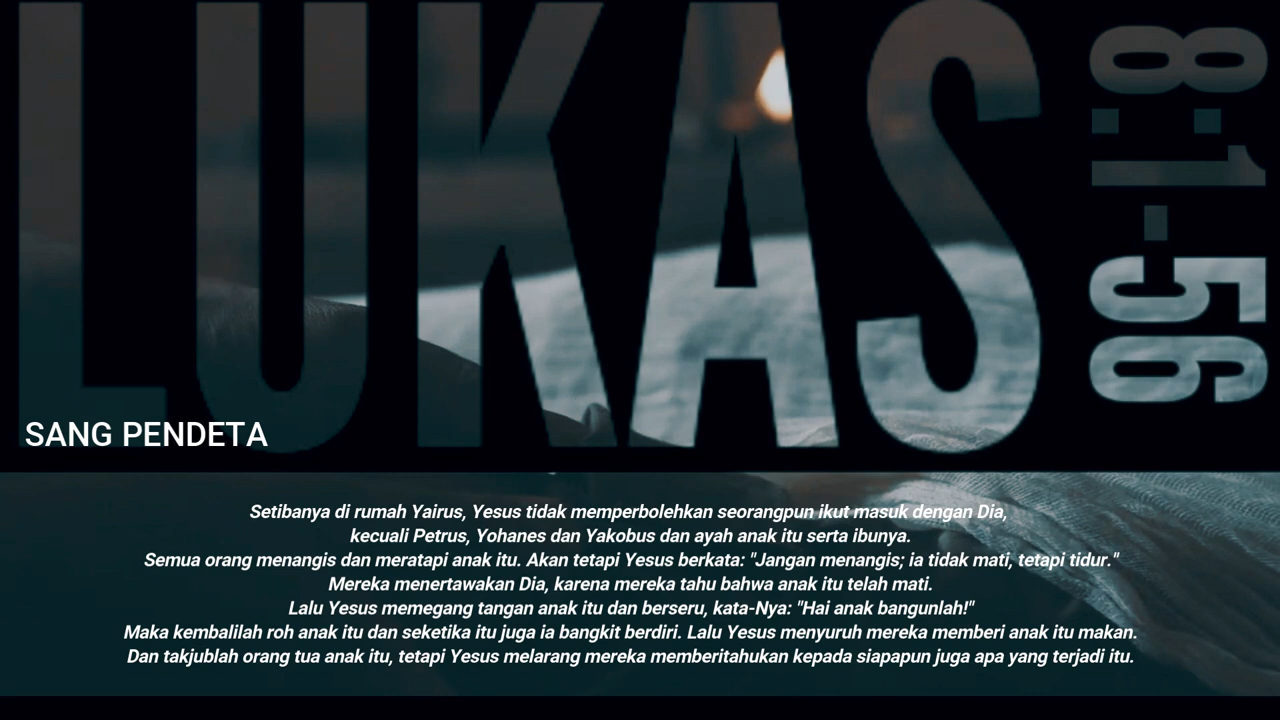 LUKAS
8:1-56
SANG PENDETA
Setibanya di rumah Yairus, Yesus tidak memperbolehkan seorangpun ikut masuk dengan Dia,
kecuali Petrus, Yohanes dan Yakobus dan ayah anak itu serta ibunya.
Semua orang menangis dan meratapi anak itu. Akan tetapi Yesus berkata: "Jangan menangis; ia tidak mati, tetapi tidur."
Mereka menertawakan Dia, karena mereka tahu bahwa anak itu telah mati.
Lalu Yesus memegang tangan anak itu dan berseru, kata-Nya: "Hai anak bangunlah!"
Maka kembalilah roh anak itu dan seketika itu juga ia bangkit berdiri. Lalu Yesus menyuruh mereka memberi anak itu makan.
Dan takjublah orang tua anak itu, tetapi Yesus melarang mereka memberitahukan kepada siapapun juga apa yang terjadi itu.